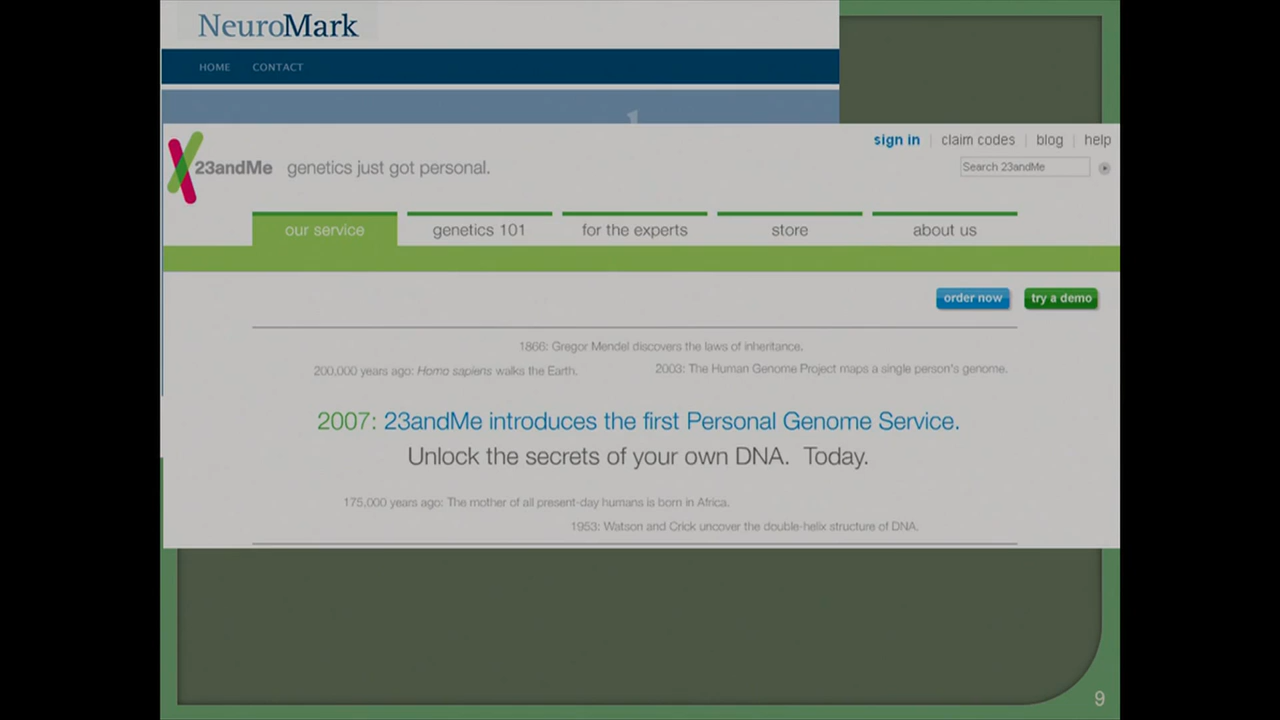 NeuroMark
HOME CONTACT
sign in | claim codes | blog | help
23andMe genetics just got personal.
Search 23andMe
our service genetics 101 for the experts store about us
order now try a demo
1866: Gregor Mendel discovers the laws of inheritance.
200,000 years ago: Homo sapiens walks the Earth.
2003: The Human Genome Project maps a single person's genome.
2007: 23andMe introduces the first Personal Genome Service.
Unlock the secrets of your own DNA. Today.
175,000 years ago: The mother of all present-day humans is born in Africa.
1953: Watson and Crick uncover the double-helix structure of DNA.
9